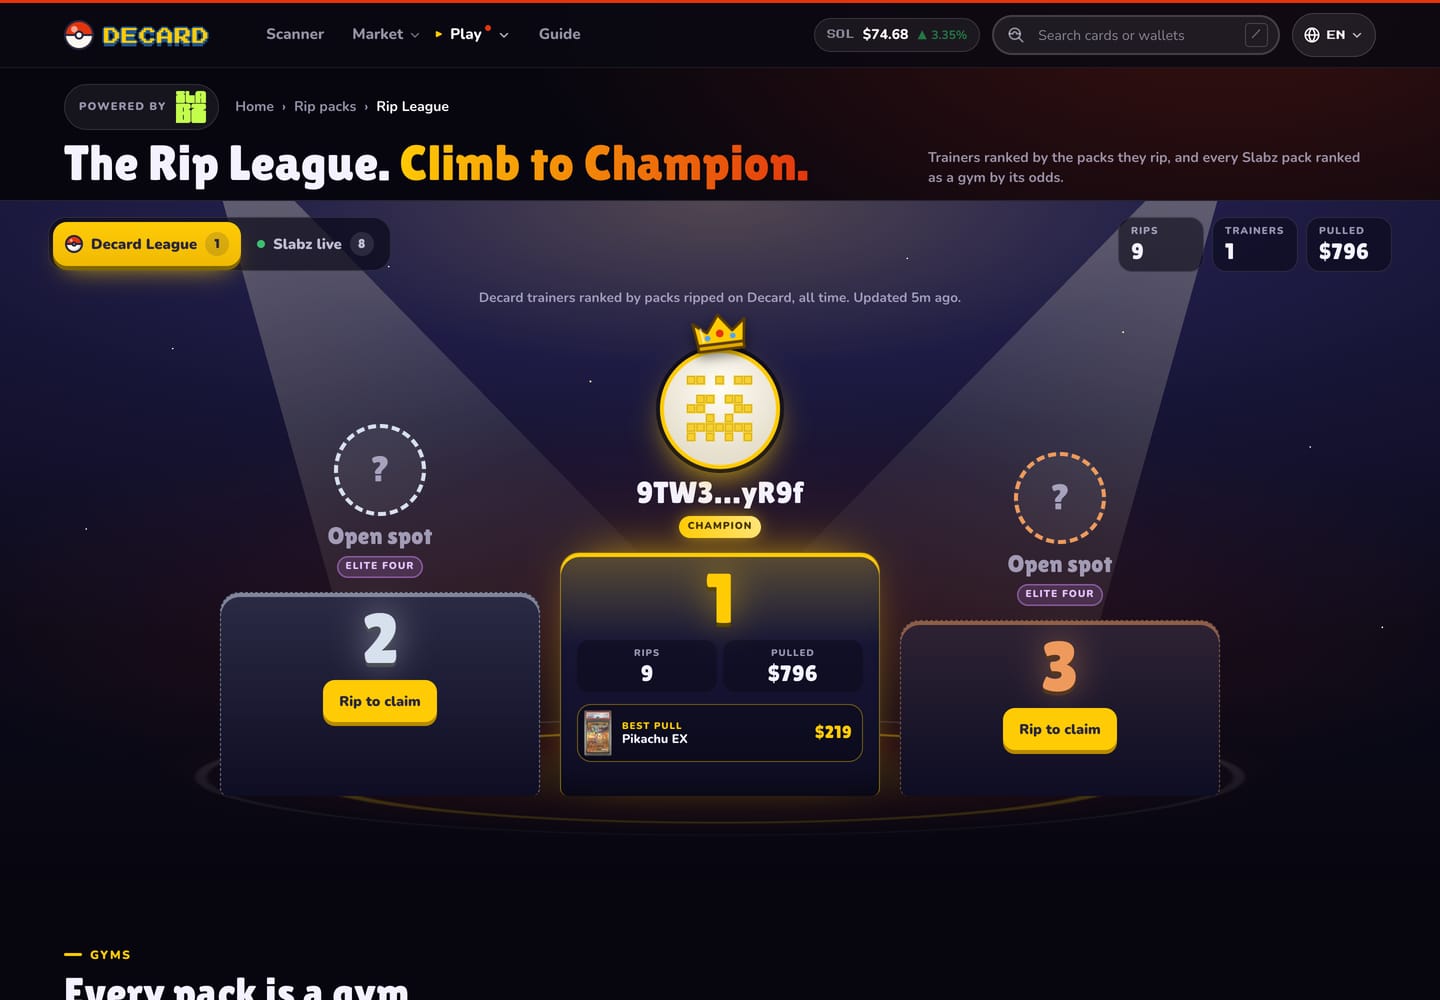 DECARD
Scanner
Market
Play
Guide
SOL $74.68 ▲ 3.35%
Search cards or wallets /
EN
POWERED BY SLABZ
Home › Rip packs › Rip League
The Rip League. Climb to Champion.
Trainers ranked by the packs they rip, and every Slabz pack ranked
as a gym by its odds.
Decard League 1
Slabz live 8
RIPS
9
TRAINERS
1
PULLED
$796
Decard trainers ranked by packs ripped on Decard, all time. Updated 5m ago.
9TW3...yR9f
CHAMPION
?
Open spot
ELITE FOUR
?
Open spot
ELITE FOUR
1
RIPS
9
PULLED
$796
BEST PULL
Pikachu EX
$219
2
Rip to claim
3
Rip to claim
GYMS
Every pack is a gym